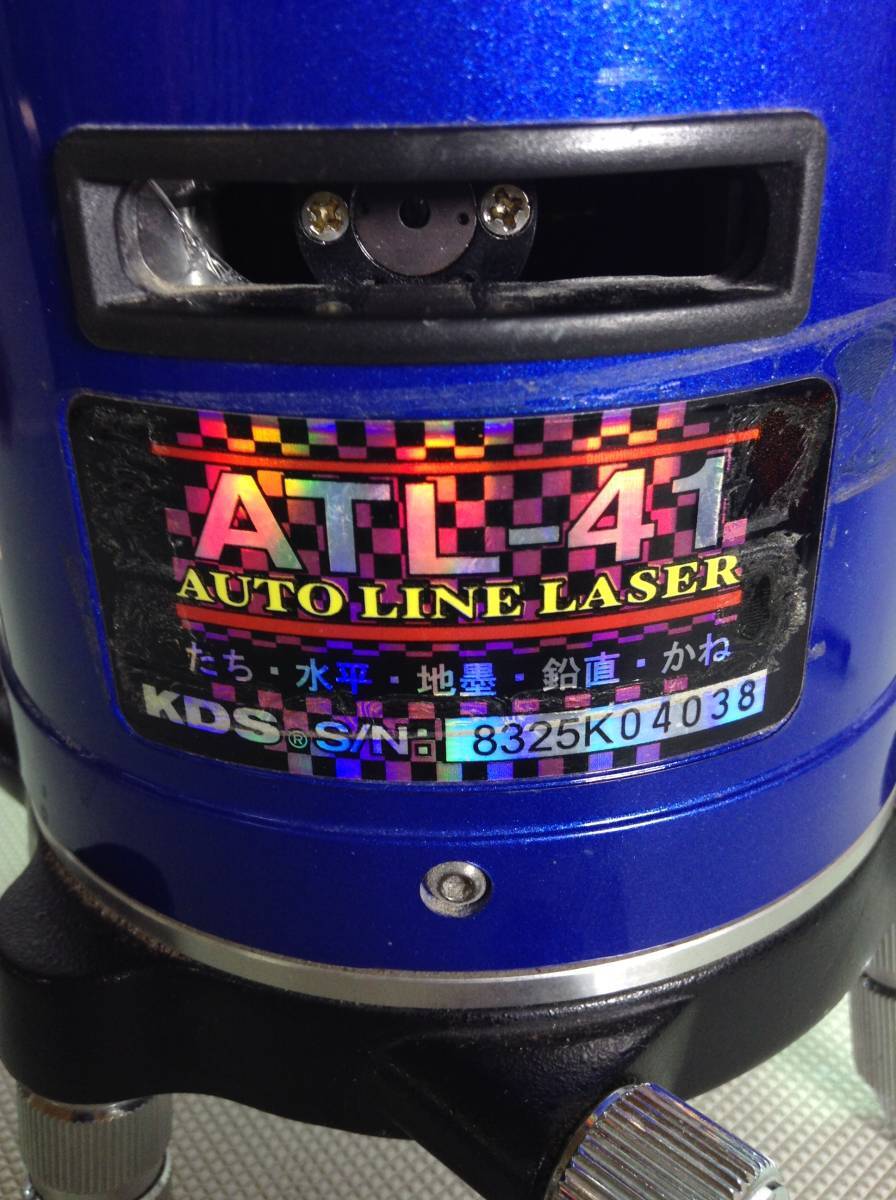 ATL-41
AUTO LINE LASER
たち・水平・地墨・鉛直・かね
KDS® S/N: 8325K04038